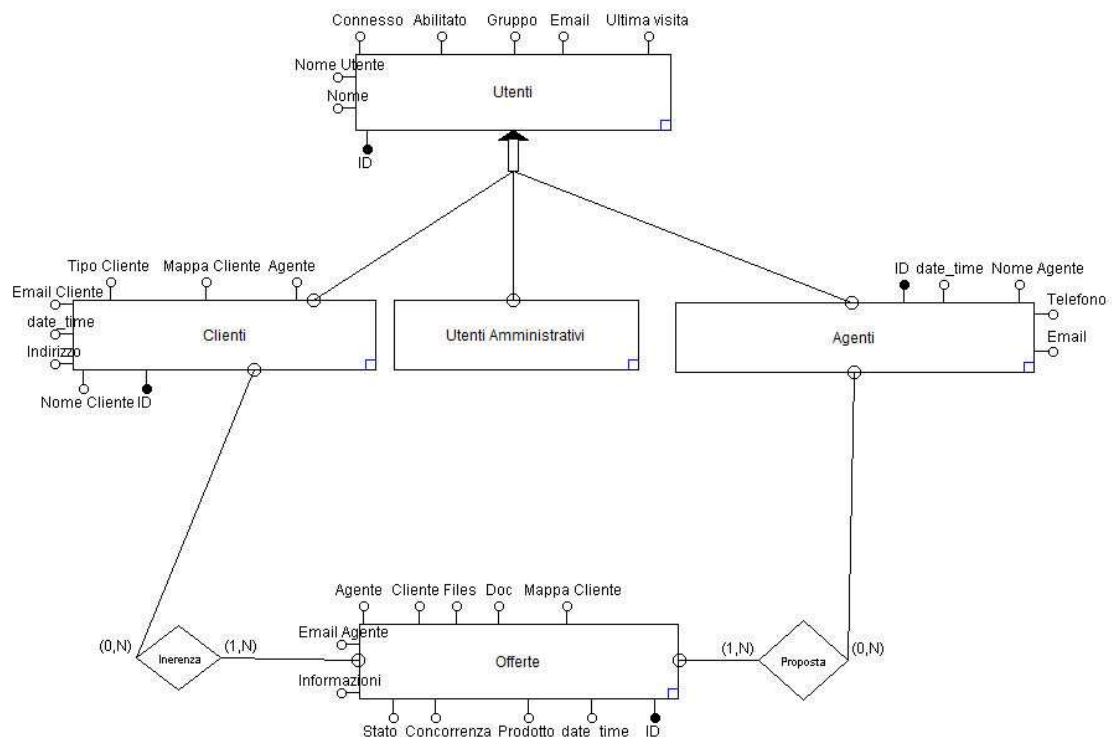 Connesso Abilitato Gruppo Email Ultima visita
Nome Utente
Utenti
Nome
ID
Tipo Cliente Mappa Cliente Agente
ID date_time Nome Agente
Email Cliente
Telefono
date_time
Clienti
Utenti Amministrativi
Agenti
Email
Indirizzo
Nome Cliente ID
Agente Cliente Files Doc Mappa Cliente
Email Agente
(0,N) Inerenza (1,N)
Offerte
(1,N) Proposta (0,N)
Informazioni
Stato Concorrenza Prodotto date_time ID